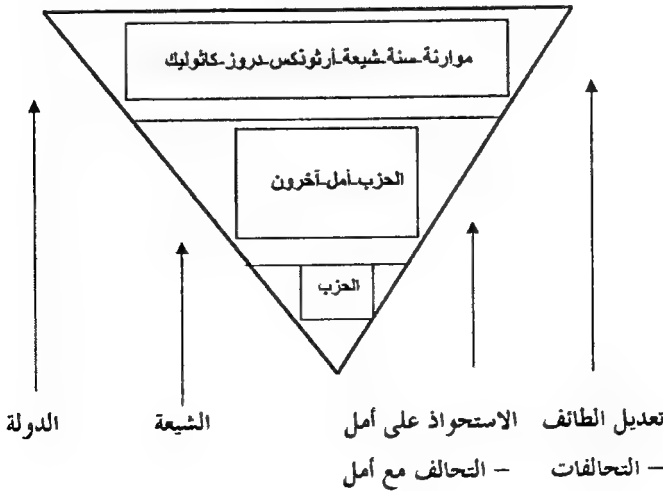 موارنة-سنة-شيعة-أرثوذكس-دروز-كاثوليك
الحزب-أمل-آخرون
الحزب
تعديل الطائف الاستحواذ على أمل الشيعة الدولة
– التحالفات – التحالف مع أمل